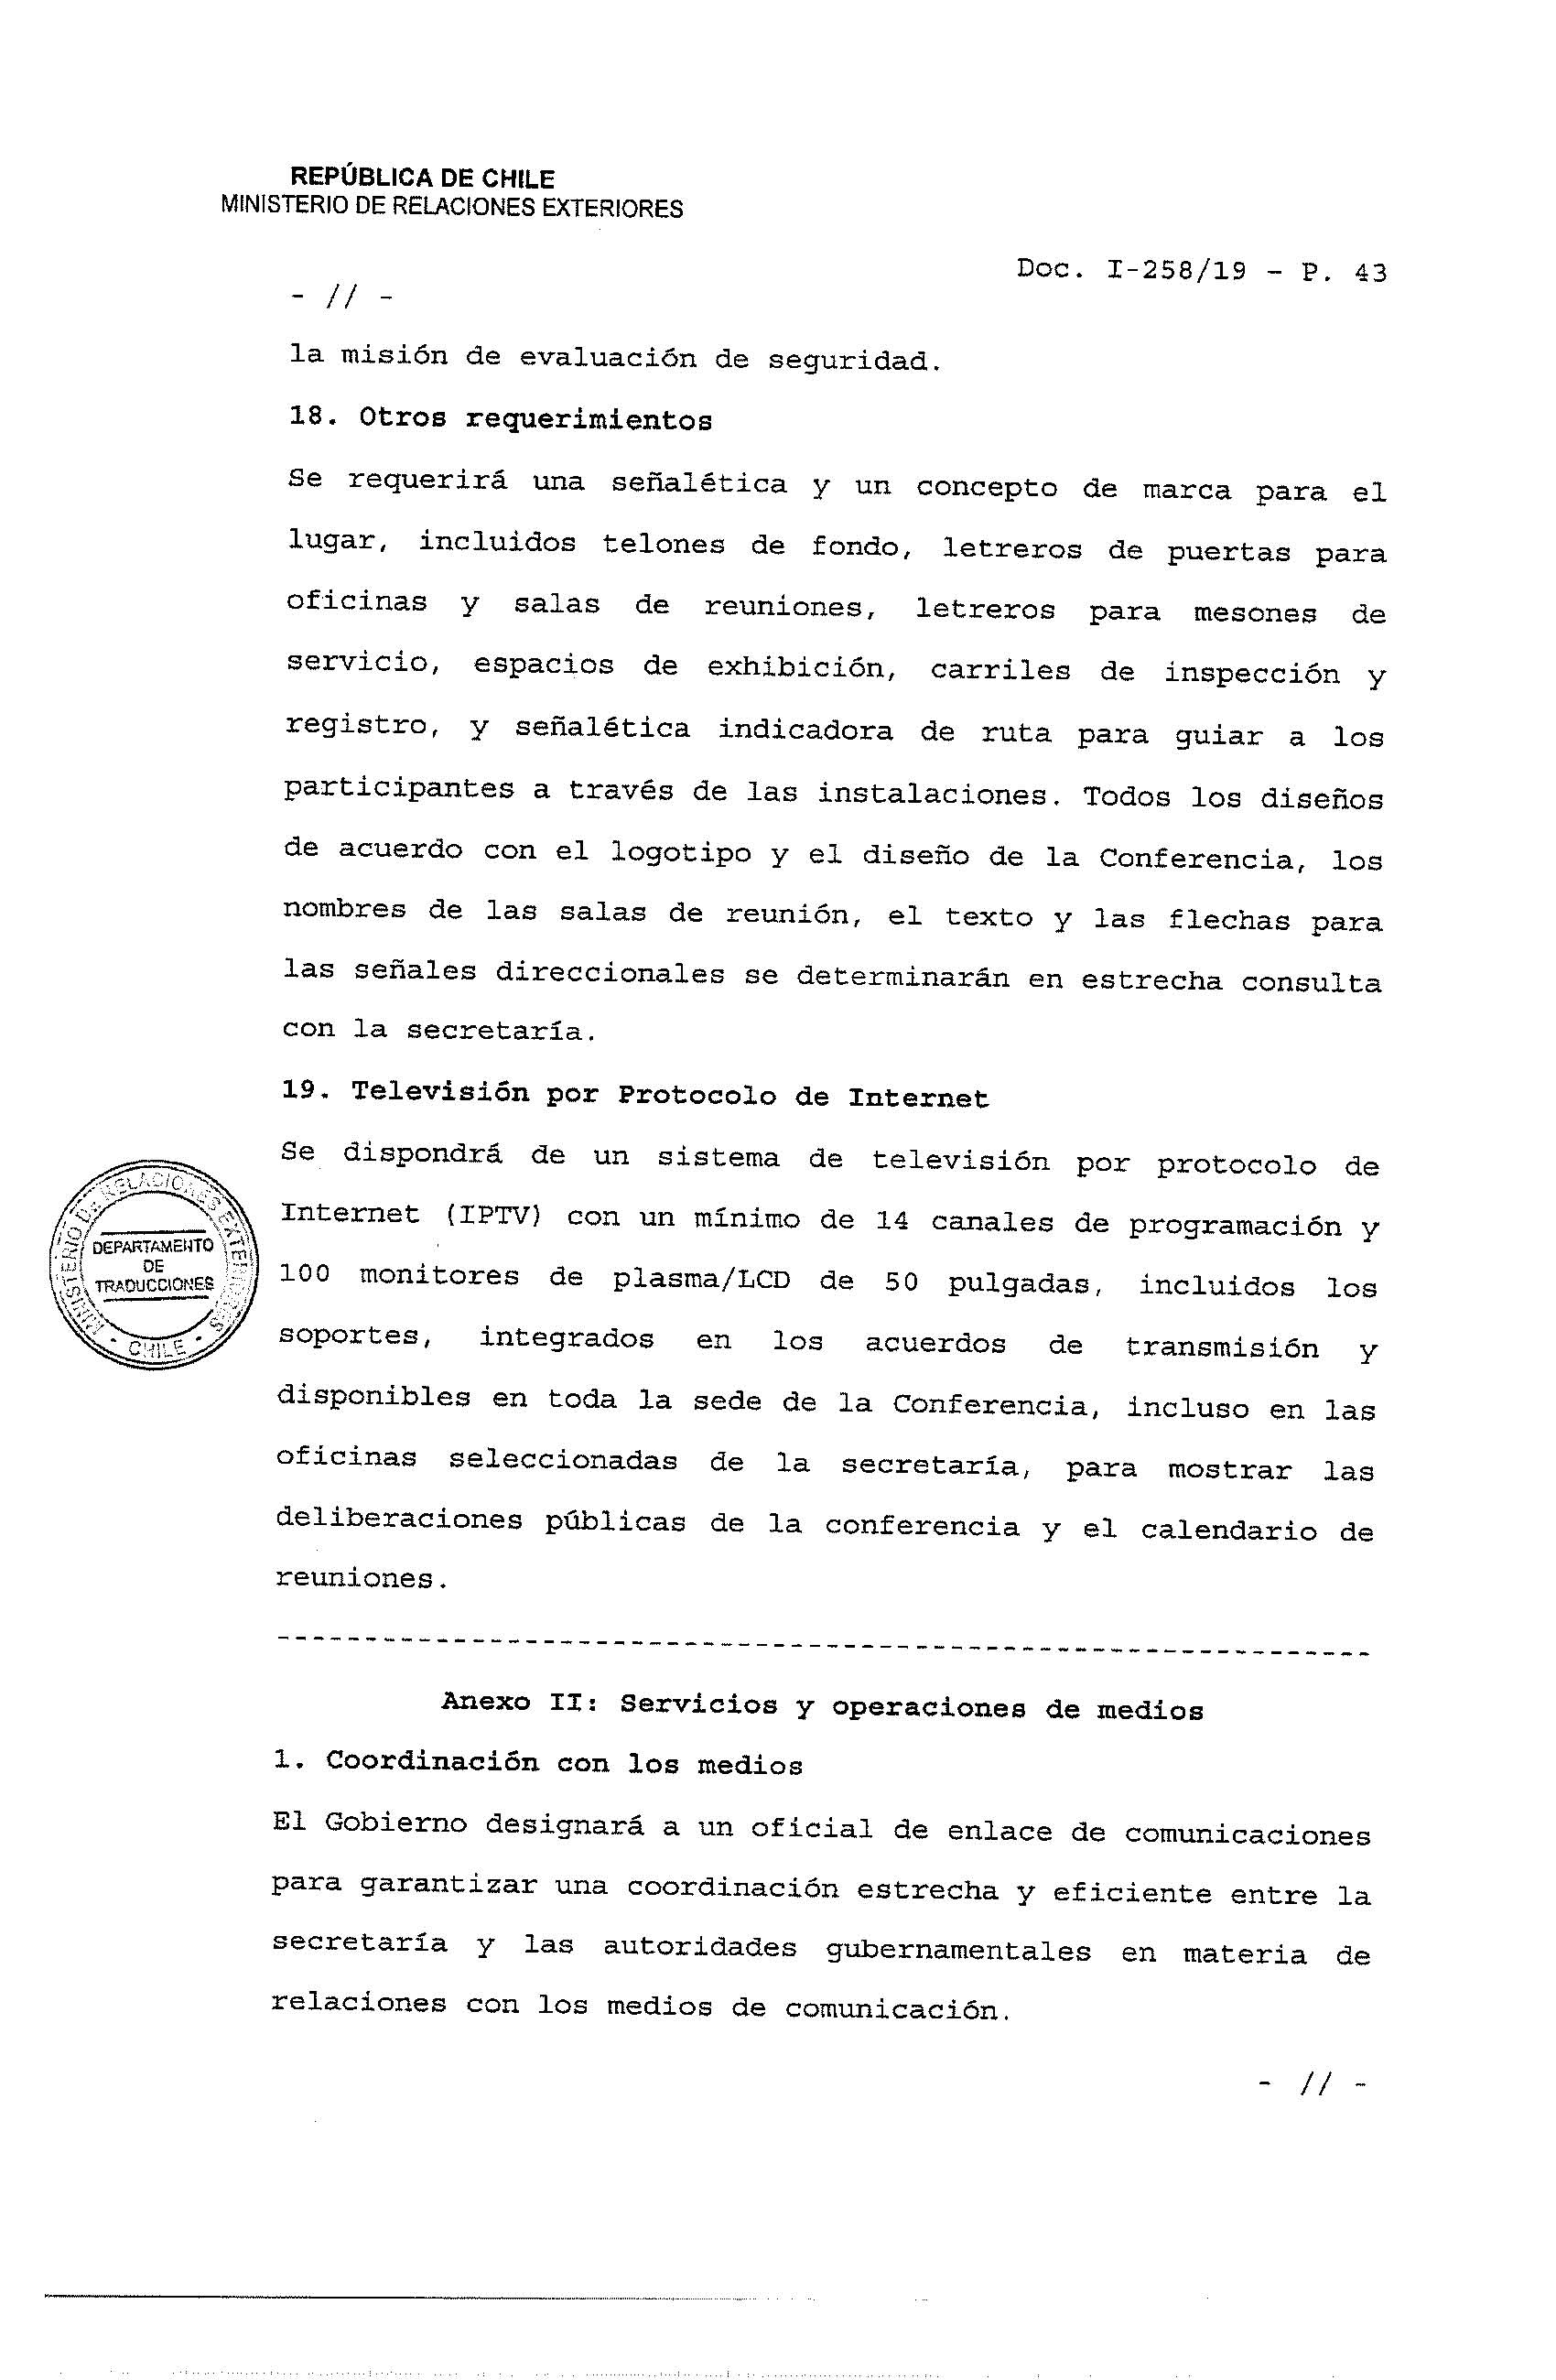 REPÚBLICA DE CHILE
MINISTERIO DE RELACIONES EXTERIORES
Doc. I-258/19 - P. 43
- // -
la misión de evaluación de seguridad.
18. Otros requerimientos
Se requerirá una señalética y un concepto de marca para el
lugar, incluidos telones de fondo, letreros de puertas para
oficinas y salas de reuniones, letreros para mesones de
servicio, espacios de exhibición, carriles de inspección y
registro, y señalética indicadora de ruta para guiar a los
participantes a través de las instalaciones. Todos los diseños
de acuerdo con el logotipo y el diseño de la Conferencia, los
nombres de las salas de reunión, el texto y las flechas para
las señales direccionales se determinarán en estrecha consulta
con la secretaría.
19. Televisión por Protocolo de Internet
Se dispondrá de un sistema de televisión por protocolo de
Internet (IPTV) con un mínimo de 14 canales de programación y
100 monitores de plasma/LCD de 50 pulgadas, incluidos los
soportes, integrados en los acuerdos de transmisión y
disponibles en toda la sede de la Conferencia, incluso en las
oficinas seleccionadas de la secretaría, para mostrar las
deliberaciones públicas de la conferencia y el calendario de
reuniones.
--------------------------------------------------------------
Anexo II: Servicios y operaciones de medios
1. Coordinación con los medios
El Gobierno designará a un oficial de enlace de comunicaciones
para garantizar una coordinación estrecha y eficiente entre la
secretaría y las autoridades gubernamentales en materia de
relaciones con los medios de comunicación.
- // -
MINISTERIO DE RELACIONES EXTERIORES
DEPARTAMENTO
DE
TRADUCCIONES
- CHILE -